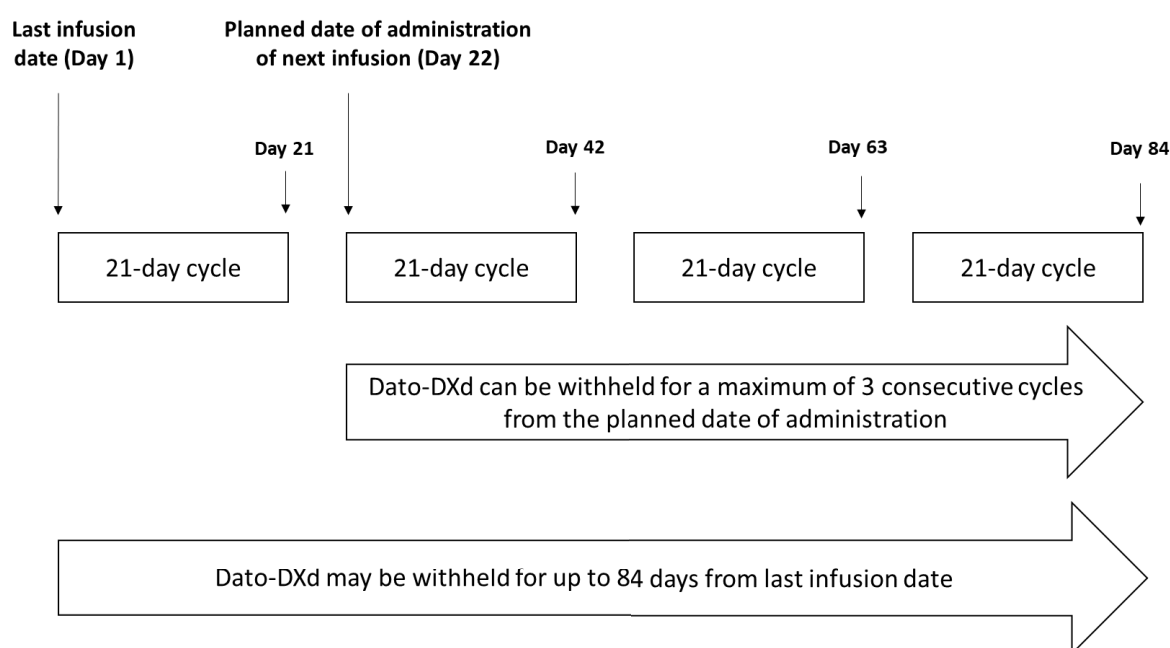 Last infusion
date (Day 1)
Planned date of administration
of next infusion (Day 22)
Day 21
Day 42
Day 63
Day 84
21-day cycle
21-day cycle
21-day cycle
21-day cycle
Dato-DXd can be withheld for a maximum of 3 consecutive cycles
from the planned date of administration
Dato-DXd may be withheld for up to 84 days from last infusion date